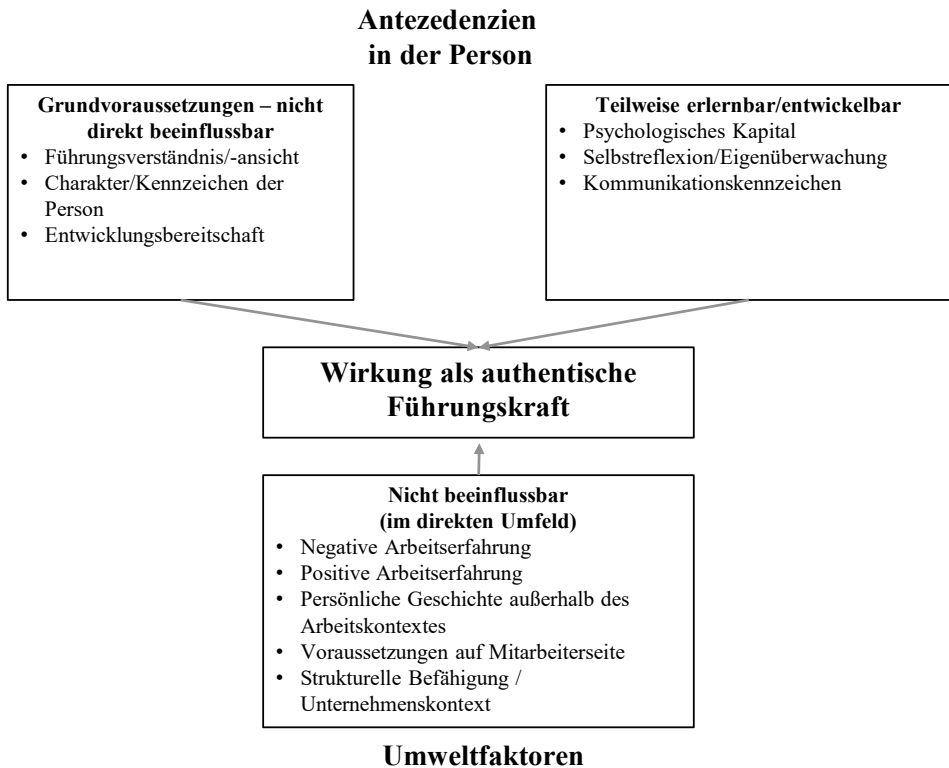 Antezedenzien
in der Person
Grundvoraussetzungen – nicht
direkt beeinflussbar
• Führungsverständnis/-ansicht
• Charakter/Kennzeichen der
Person
• Entwicklungsbereitschaft
Teilweise erlernbar/entwickelbar
• Psychologisches Kapital
• Selbstreflexion/Eigenüberwachung
• Kommunikationskennzeichen
Wirkung als authentische
Führungskraft
Nicht beeinflussbar
(im direkten Umfeld)
• Negative Arbeitserfahrung
• Positive Arbeitserfahrung
• Persönliche Geschichte außerhalb des
Arbeitskontextes
• Voraussetzungen auf Mitarbeiterseite
• Strukturelle Befähigung /
Unternehmenskontext
Umweltfaktoren